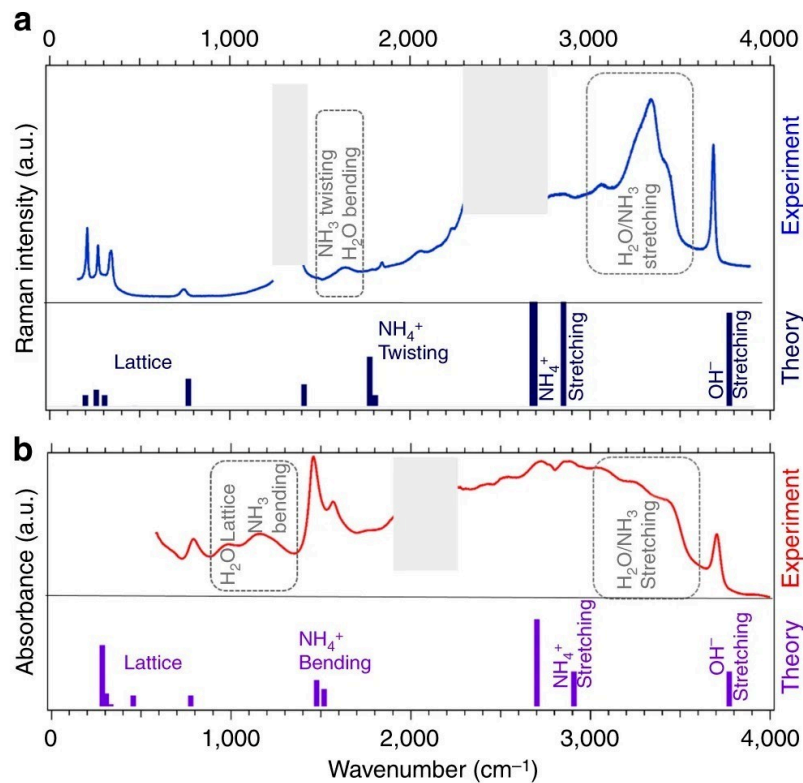 a
0 1,000 2,000 3,000 4,000
Raman intensity (a.u.)
NH₃ twisting
H₂O bending
H₂O/NH₃
stretching
Experiment
Lattice
NH₄⁺
Twisting
NH₄⁺
Stretching
OH⁻
Stretching
Theory
b
Absorbance (a.u.)
H₂O Lattice
NH₃
bending
H₂O/NH₃
Stretching
Experiment
Lattice
NH₄⁺
Bending
NH₄⁺
Stretching
OH⁻
Stretching
Theory
0 1,000 2,000 3,000 4,000
Wavenumber (cm⁻¹)